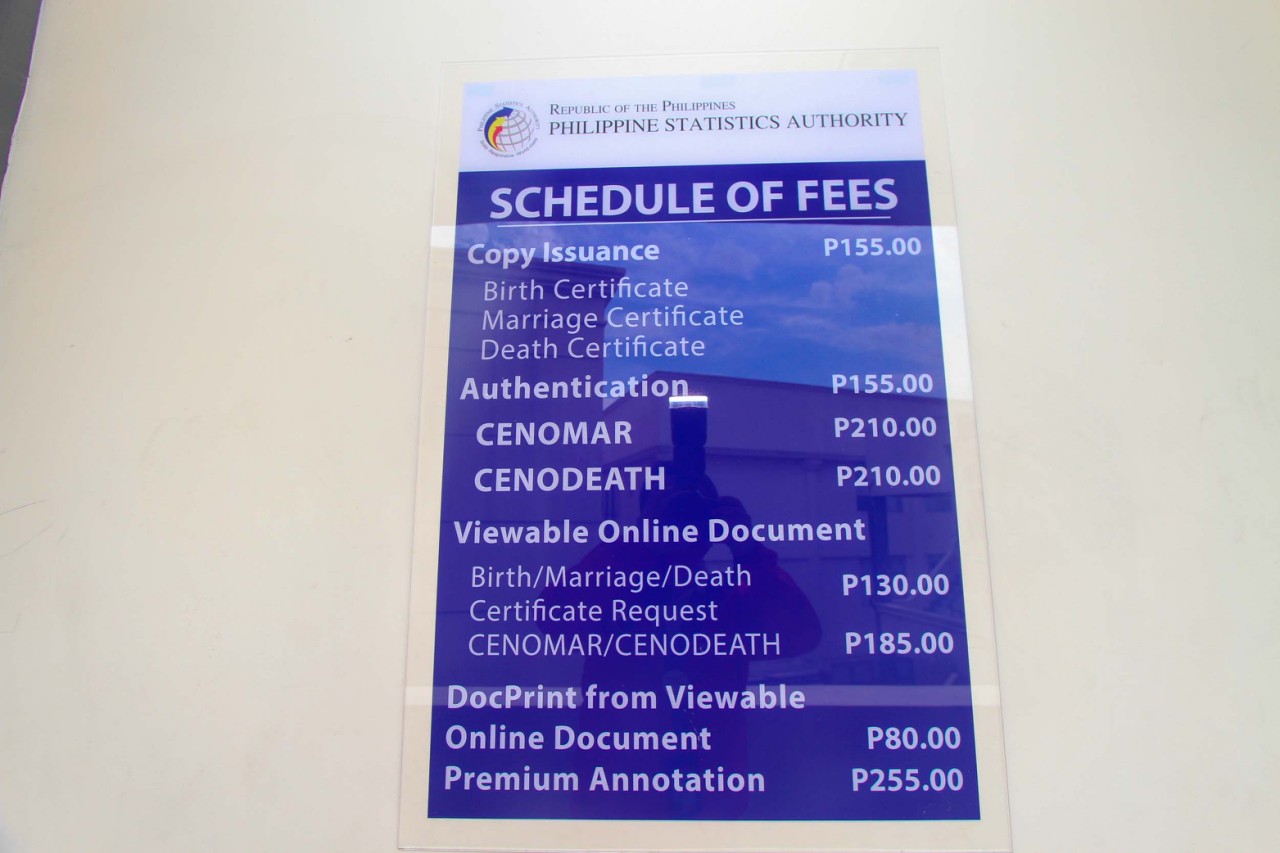 REPUBLIC OF THE PHILIPPINES
PHILIPPINE STATISTICS AUTHORITY
SCHEDULE OF FEES
Copy Issuance P155.00
Birth Certificate
Marriage Certificate
Death Certificate
Authentication P155.00
CENOMAR P210.00
CENODEATH P210.00
Viewable Online Document
Birth/Marriage/Death P130.00
Certificate Request
CENOMAR/CENODEATH P185.00
DocPrint from Viewable
Online Document P80.00
Premium Annotation P255.00